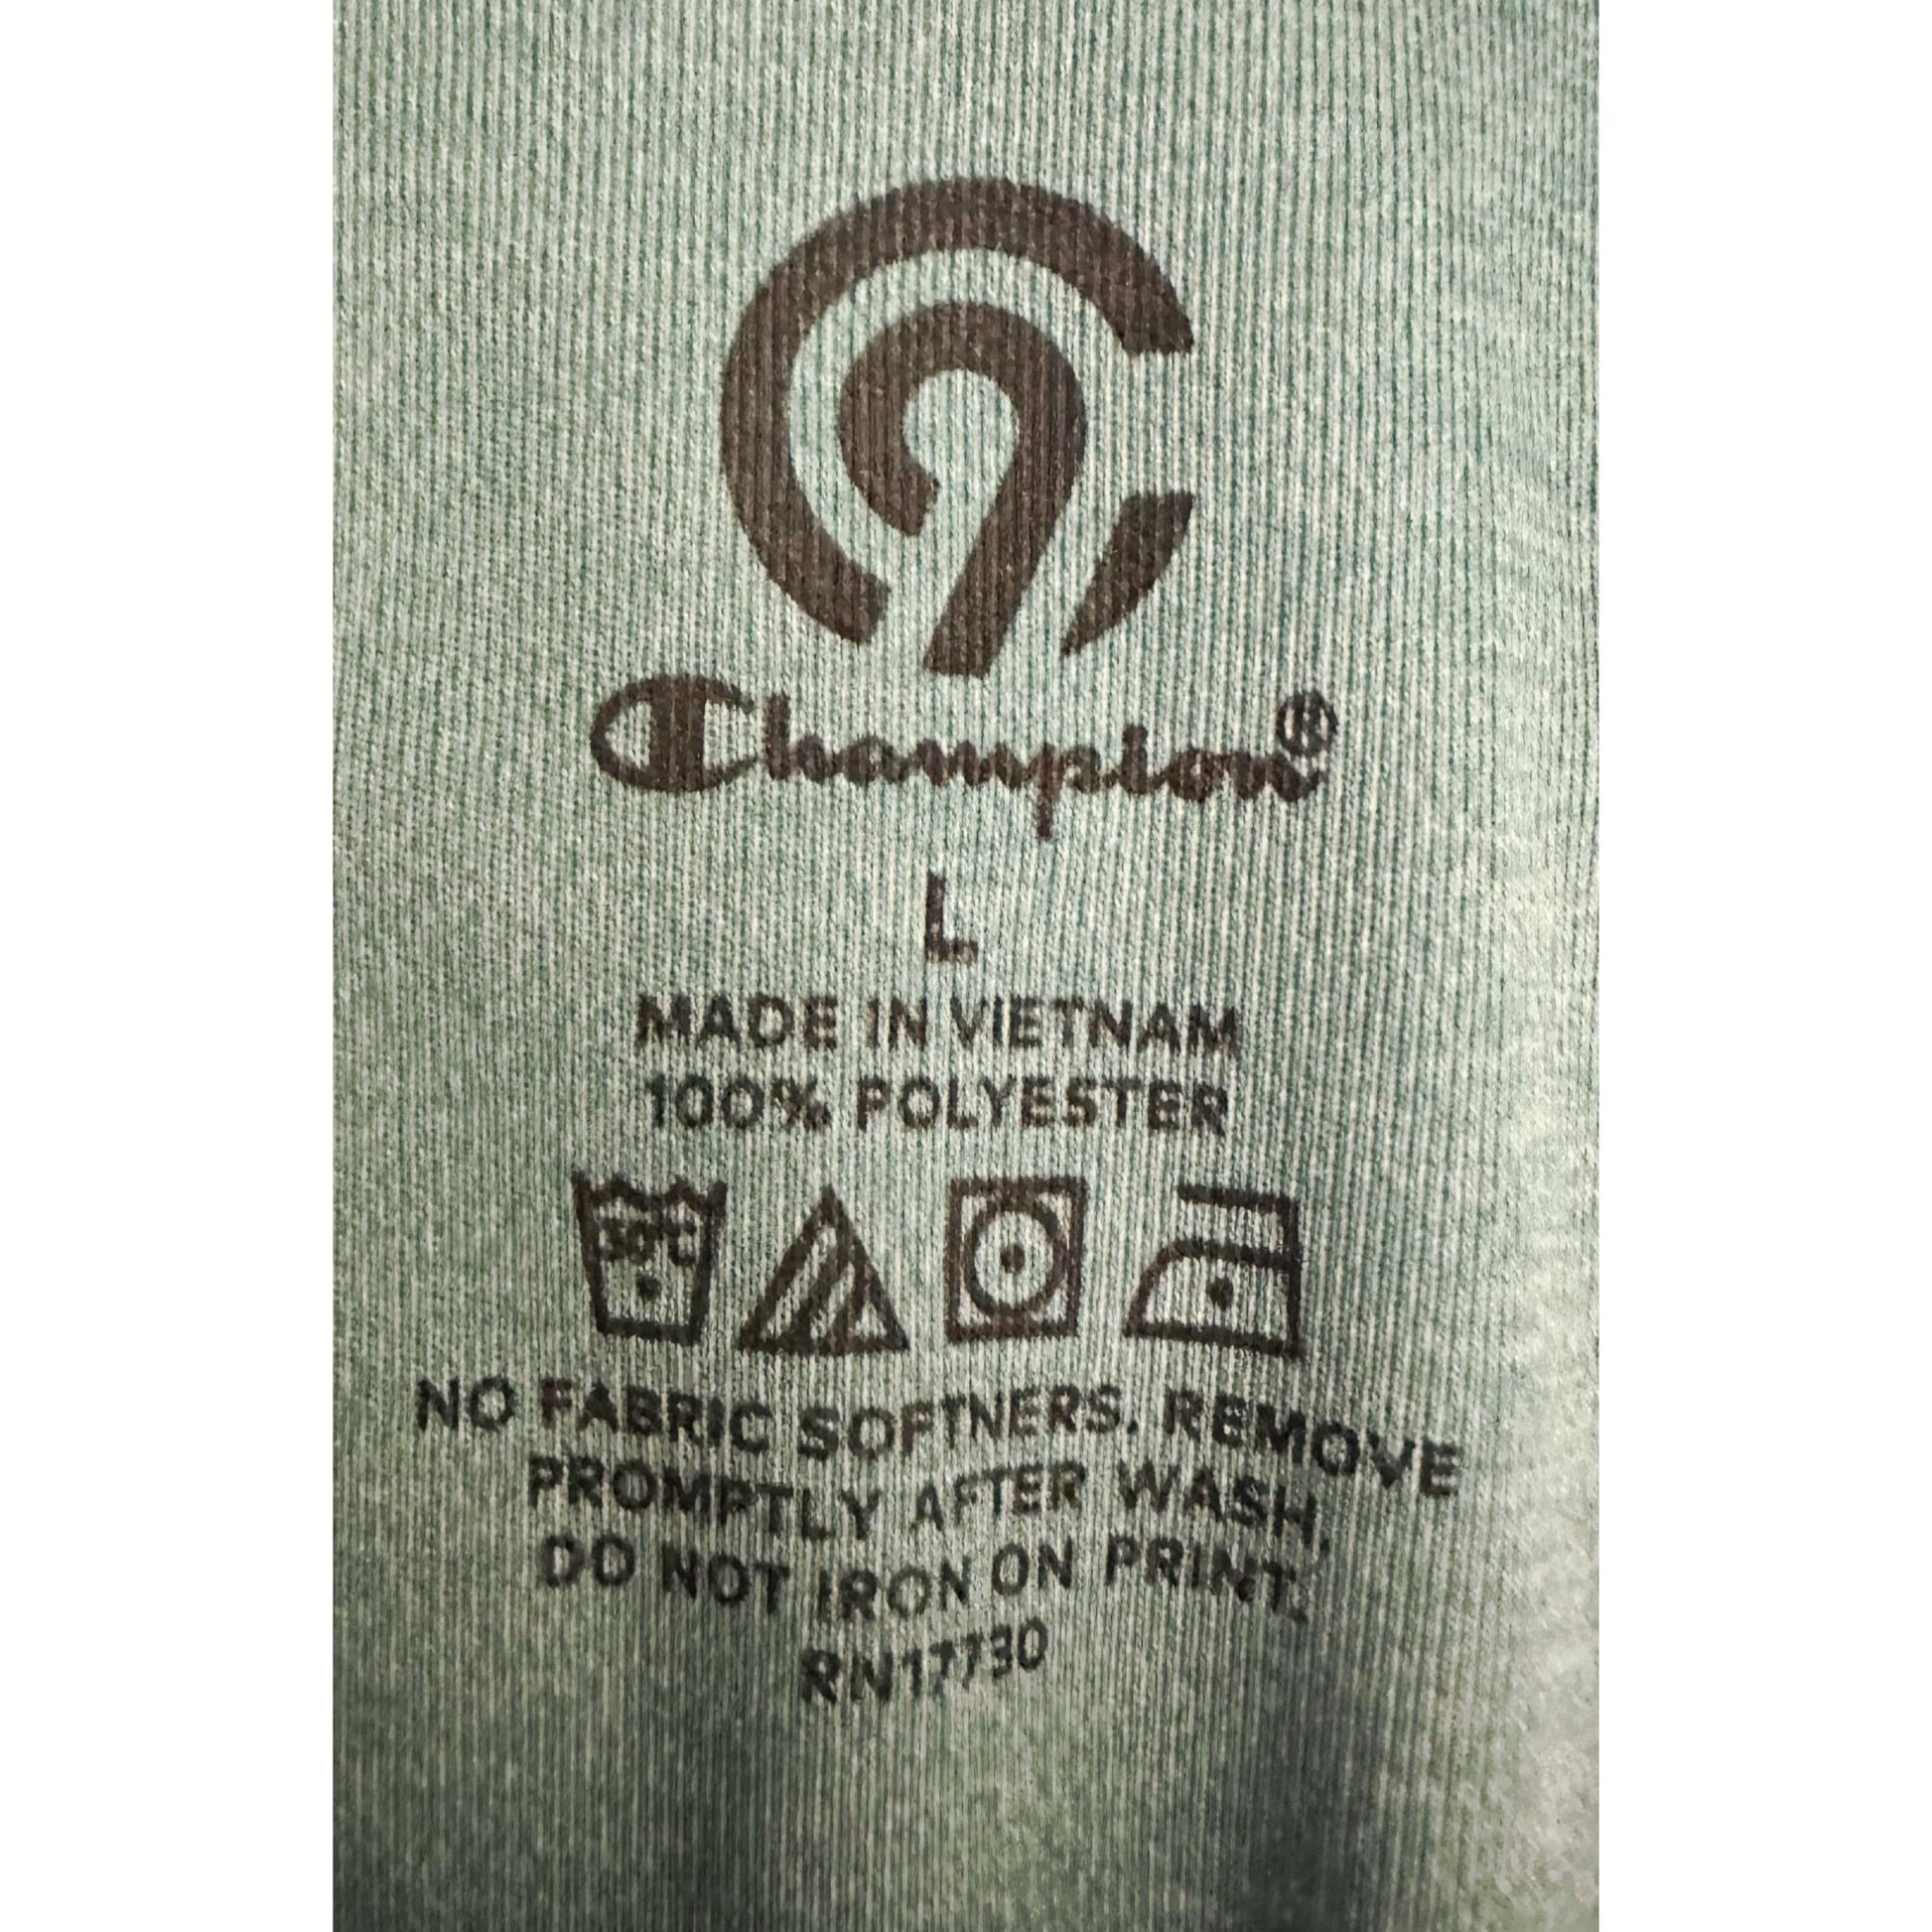 Champion®
L
MADE IN VIETNAM
100% POLYESTER
30°C
NO FABRIC SOFTNERS. REMOVE
PROMPTLY AFTER WASH.
DO NOT IRON ON PRINT.
RN17730